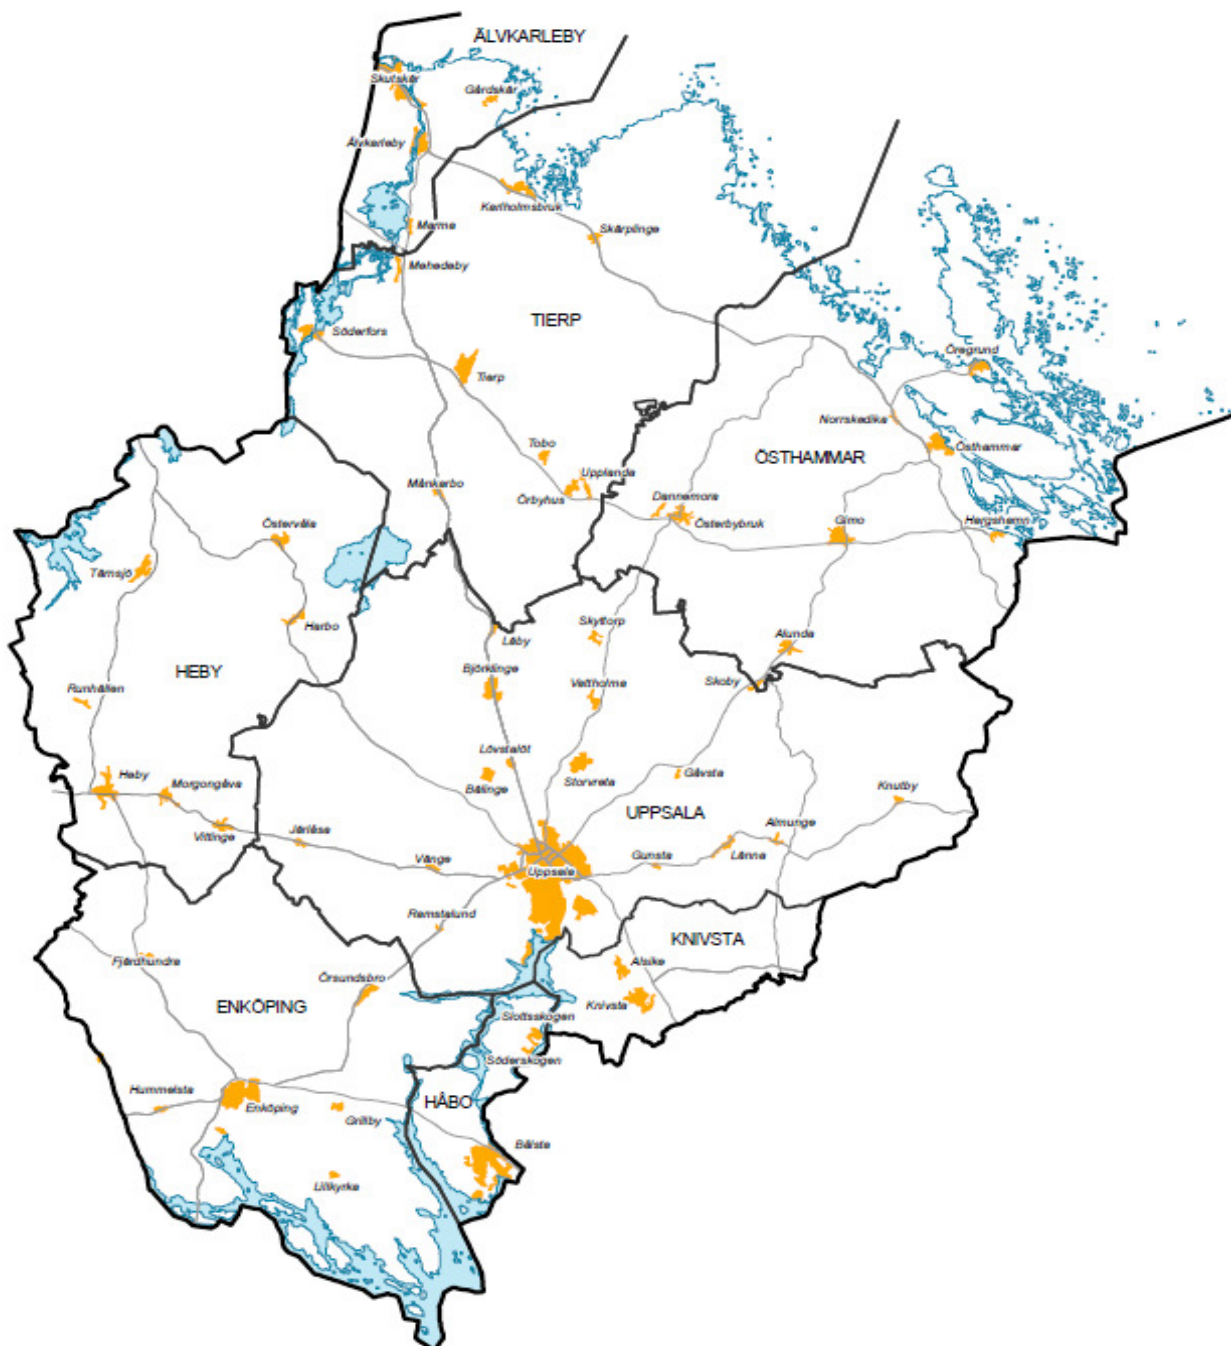 ÄLVKARLEBY
Skutskär
Gårdskär
Älvkarleby
Karlholmsbruk
Marma
Skärplinge
Mehedeby
TIERP
Söderfors
Öregrund
Tierp
Norrskedika
Tobo
ÖSTHAMMAR
Östhammar
Upplanda
Månkarbo
Örbyhus
Dannemora
Österbybruk
Gimo
Hargshamn
Östervåla
Tärnsjö
Harbo
Läby
Skyttorp
Alunda
HEBY
Björklinge
Vattholma
Skoby
Runhällen
Lövstalöt
Heby
Morgongåva
Bälinge
Storvreta
Gåvsta
Knutby
UPPSALA
Vittinge
Järlåsa
Almunge
Vänge
Uppsala
Gunsta
Länna
Ramstalund
KNIVSTA
Fjärdhundra
Alsike
Örsundsbro
ENKÖPING
Knivsta
Slottsskogen
Söderskogen
Hummelsta
HÅBO
Enköping
Grillby
Bålsta
Lillkyrka